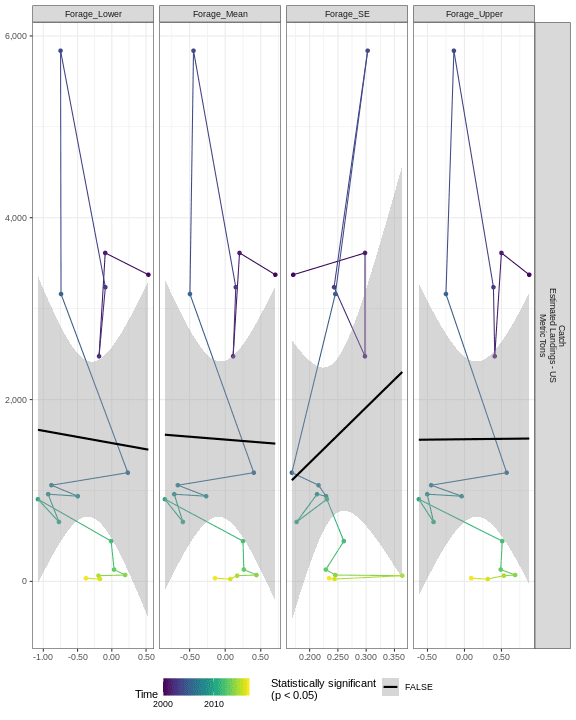 Forage_Lower Forage_Mean Forage_SE Forage_Upper
6,000
4,000
2,000
0
Catch
Estimated Landings - US
Metric Tons
-1.00 -0.50 0.00 0.50 -0.50 0.00 0.50 0.200 0.250 0.300 0.350 -0.50 0.00 0.50
Time
2000 2010
Statistically significant
(p < 0.05)
FALSE